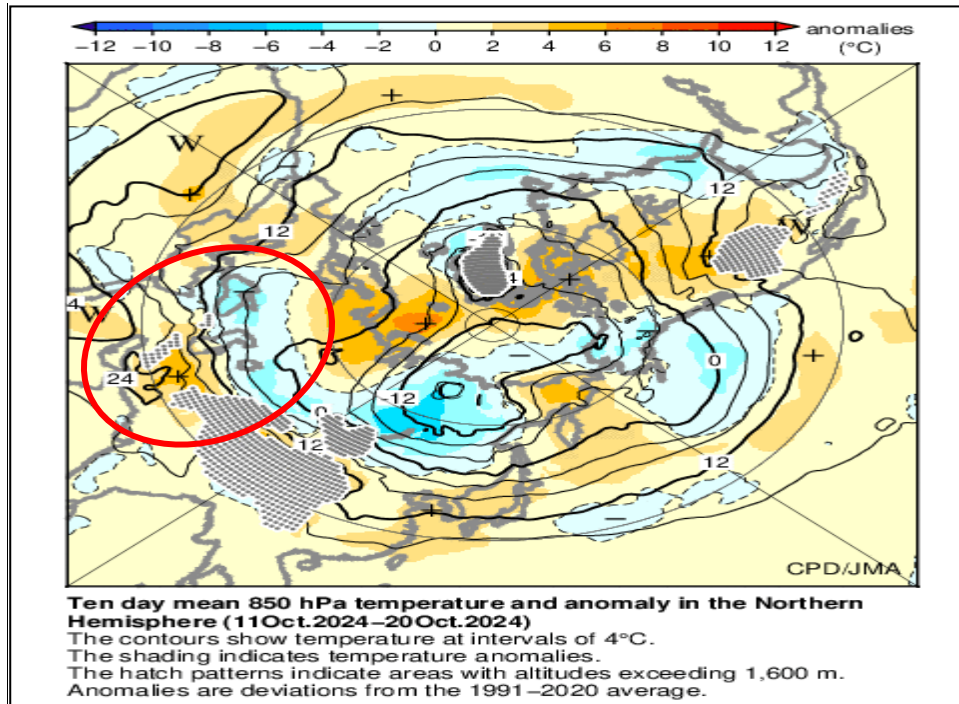 −12 −10 −8 −6 −4 −2 0 2 4 6 8 10 12 anomalies
(°C)
W
12
12
W
24
0
12
-12
0
12
CPD/JMA
Ten day mean 850 hPa temperature and anomaly in the Northern
Hemisphere (11Oct.2024−20Oct.2024)
The contours show temperature at intervals of 4°C.
The shading indicates temperature anomalies.
The hatch patterns indicate areas with altitudes exceeding 1,600 m.
Anomalies are deviations from the 1991−2020 average.